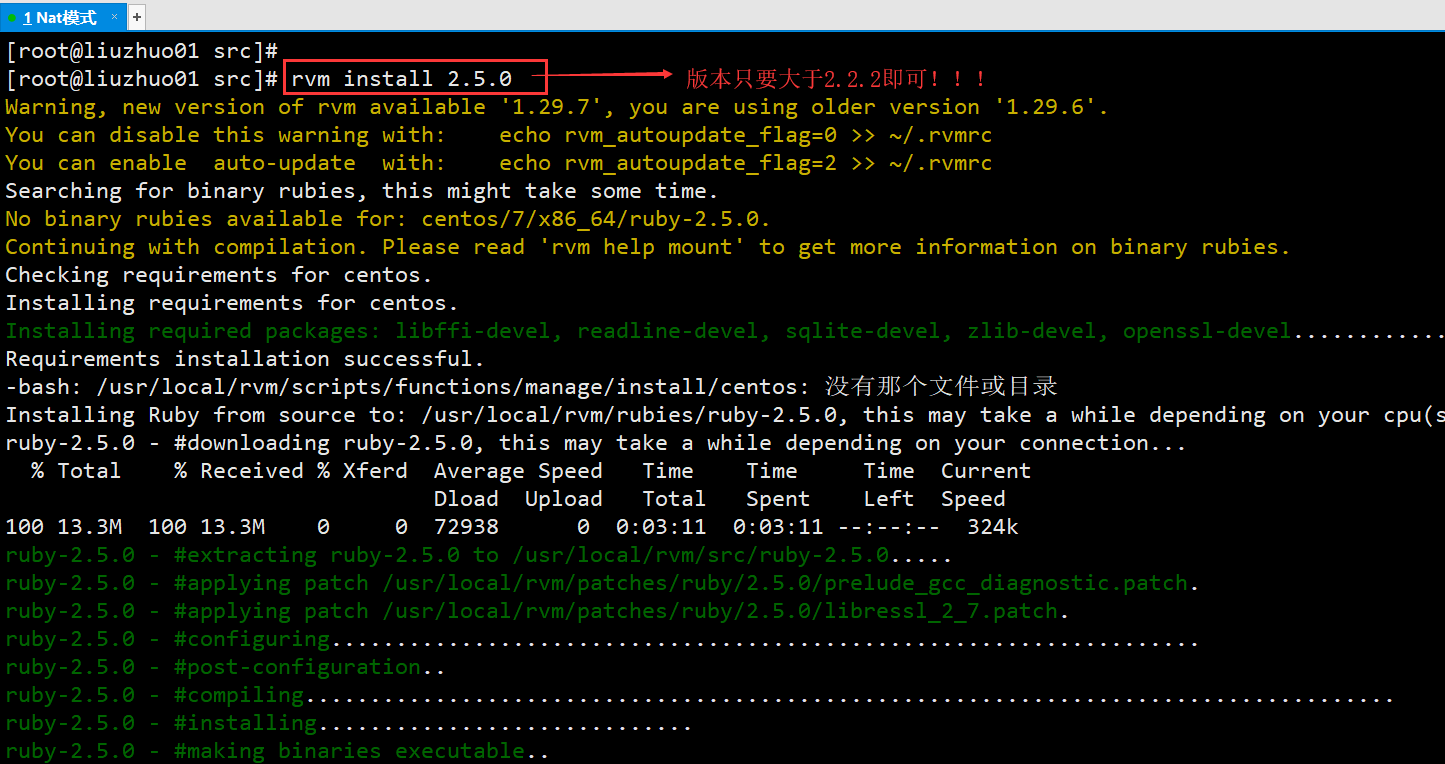 1 Nat模式 × +
[root@liuzhuo01 src]#
[root@liuzhuo01 src]# rvm install 2.5.0 版本只要大于2.2.2即可！！！
Warning, new version of rvm available '1.29.7', you are using older version '1.29.6'.
You can disable this warning with:    echo rvm_autoupdate_flag=0 >> ~/.rvmrc
You can enable  auto-update  with:    echo rvm_autoupdate_flag=2 >> ~/.rvmrc
Searching for binary rubies, this might take some time.
No binary rubies available for: centos/7/x86_64/ruby-2.5.0.
Continuing with compilation. Please read 'rvm help mount' to get more information on binary rubies.
Checking requirements for centos.
Installing requirements for centos.
Installing required packages: libffi-devel, readline-devel, sqlite-devel, zlib-devel, openssl-devel............
Requirements installation successful.
-bash: /usr/local/rvm/scripts/functions/manage/install/centos: 没有那个文件或目录
Installing Ruby from source to: /usr/local/rvm/rubies/ruby-2.5.0, this may take a while depending on your cpu(s
ruby-2.5.0 - #downloading ruby-2.5.0, this may take a while depending on your connection...
  % Total    % Received % Xferd  Average Speed   Time    Time     Time  Current
                                 Dload  Upload   Total   Spent    Left  Speed
100 13.3M  100 13.3M    0     0  72938      0  0:03:11  0:03:11 --:--:--  324k
ruby-2.5.0 - #extracting ruby-2.5.0 to /usr/local/rvm/src/ruby-2.5.0.....
ruby-2.5.0 - #applying patch /usr/local/rvm/patches/ruby/2.5.0/prelude_gcc_diagnostic.patch.
ruby-2.5.0 - #applying patch /usr/local/rvm/patches/ruby/2.5.0/libressl_2_7.patch.
ruby-2.5.0 - #configuring...................................................................
ruby-2.5.0 - #post-configuration..
ruby-2.5.0 - #compiling....................................................................................
ruby-2.5.0 - #installing.............................
ruby-2.5.0 - #making binaries executable..